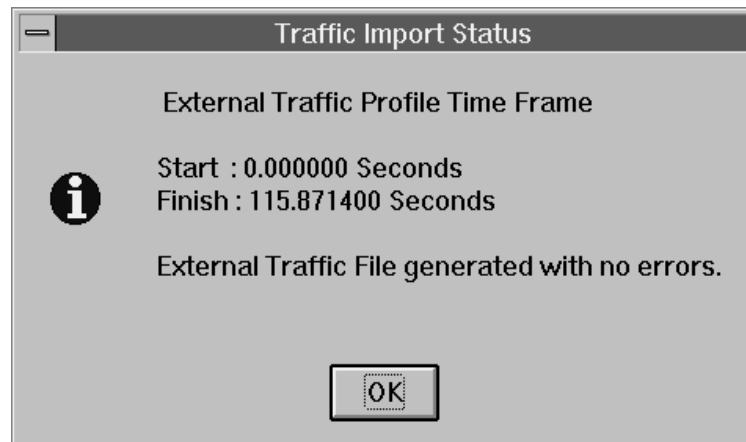 Traffic Import Status
External Traffic Profile Time Frame
Start : 0.000000 Seconds
Finish : 115.871400 Seconds
External Traffic File generated with no errors.
OK